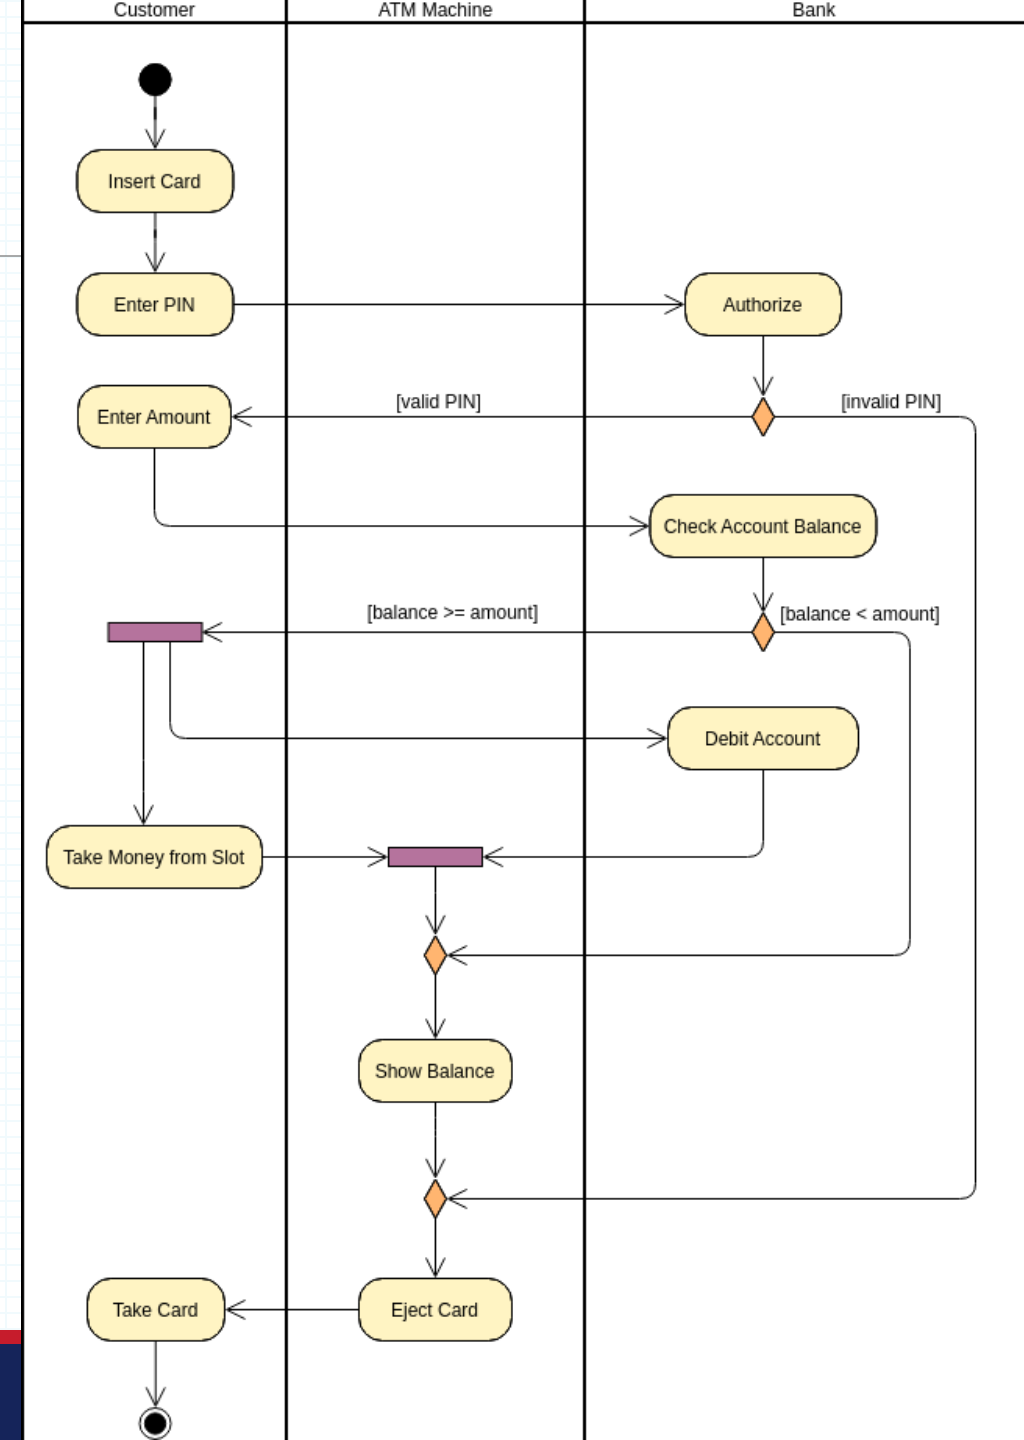 Customer
ATM Machine
Bank
Insert Card
Enter PIN
Authorize
[valid PIN]
[invalid PIN]
Enter Amount
Check Account Balance
[balance >= amount]
[balance < amount]
Debit Account
Take Money from Slot
Show Balance
Take Card
Eject Card